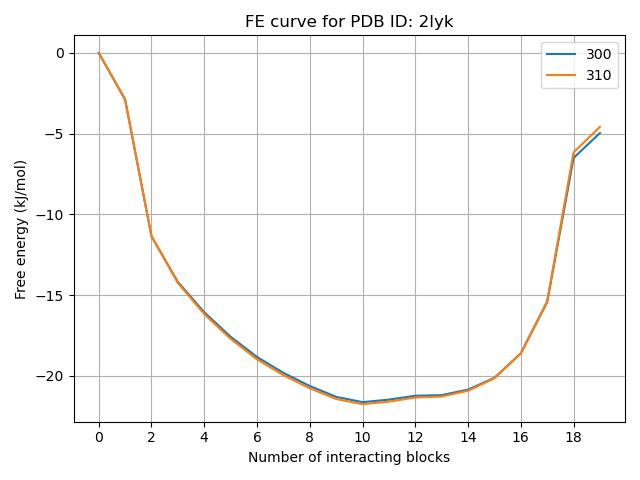 FE curve for PDB ID: 2lyk
300
310
Free energy (kJ/mol)
0
−5
−10
−15
−20
0 2 4 6 8 10 12 14 16 18
Number of interacting blocks